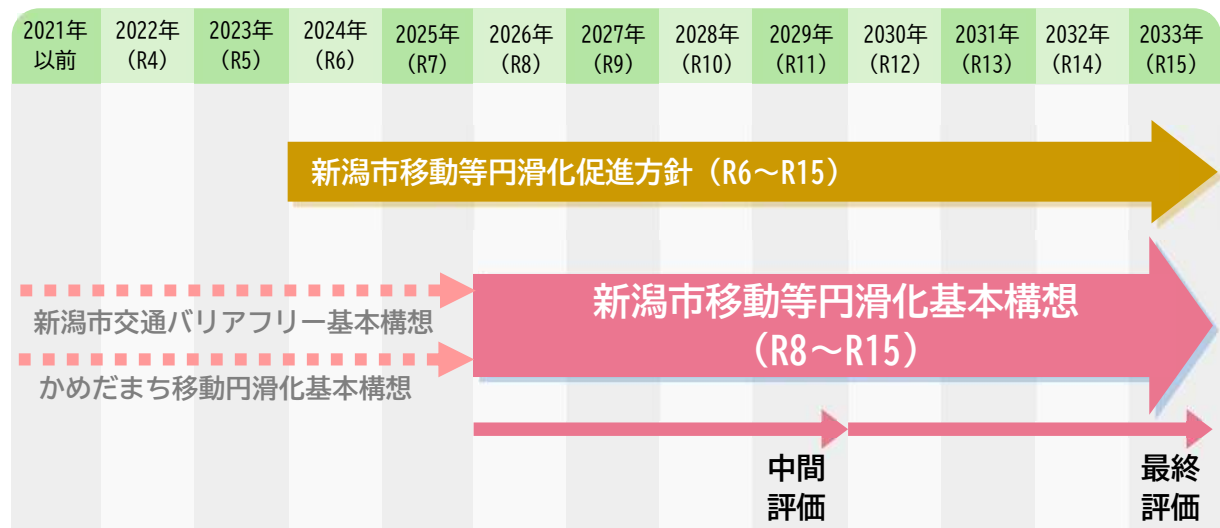 2021年 2022年 2023年 2024年 2025年 2026年 2027年 2028年 2029年 2030年 2031年 2032年 2033年
以前 (R4) (R5) (R6) (R7) (R8) (R9) (R10) (R11) (R12) (R13) (R14) (R15)
新潟市移動等円滑化促進方針（R6～R15）
新潟市移動等円滑化基本構想
（R8～R15）
新潟市交通バリアフリー基本構想
かめだまち移動円滑化基本構想
中間
評価
最終
評価